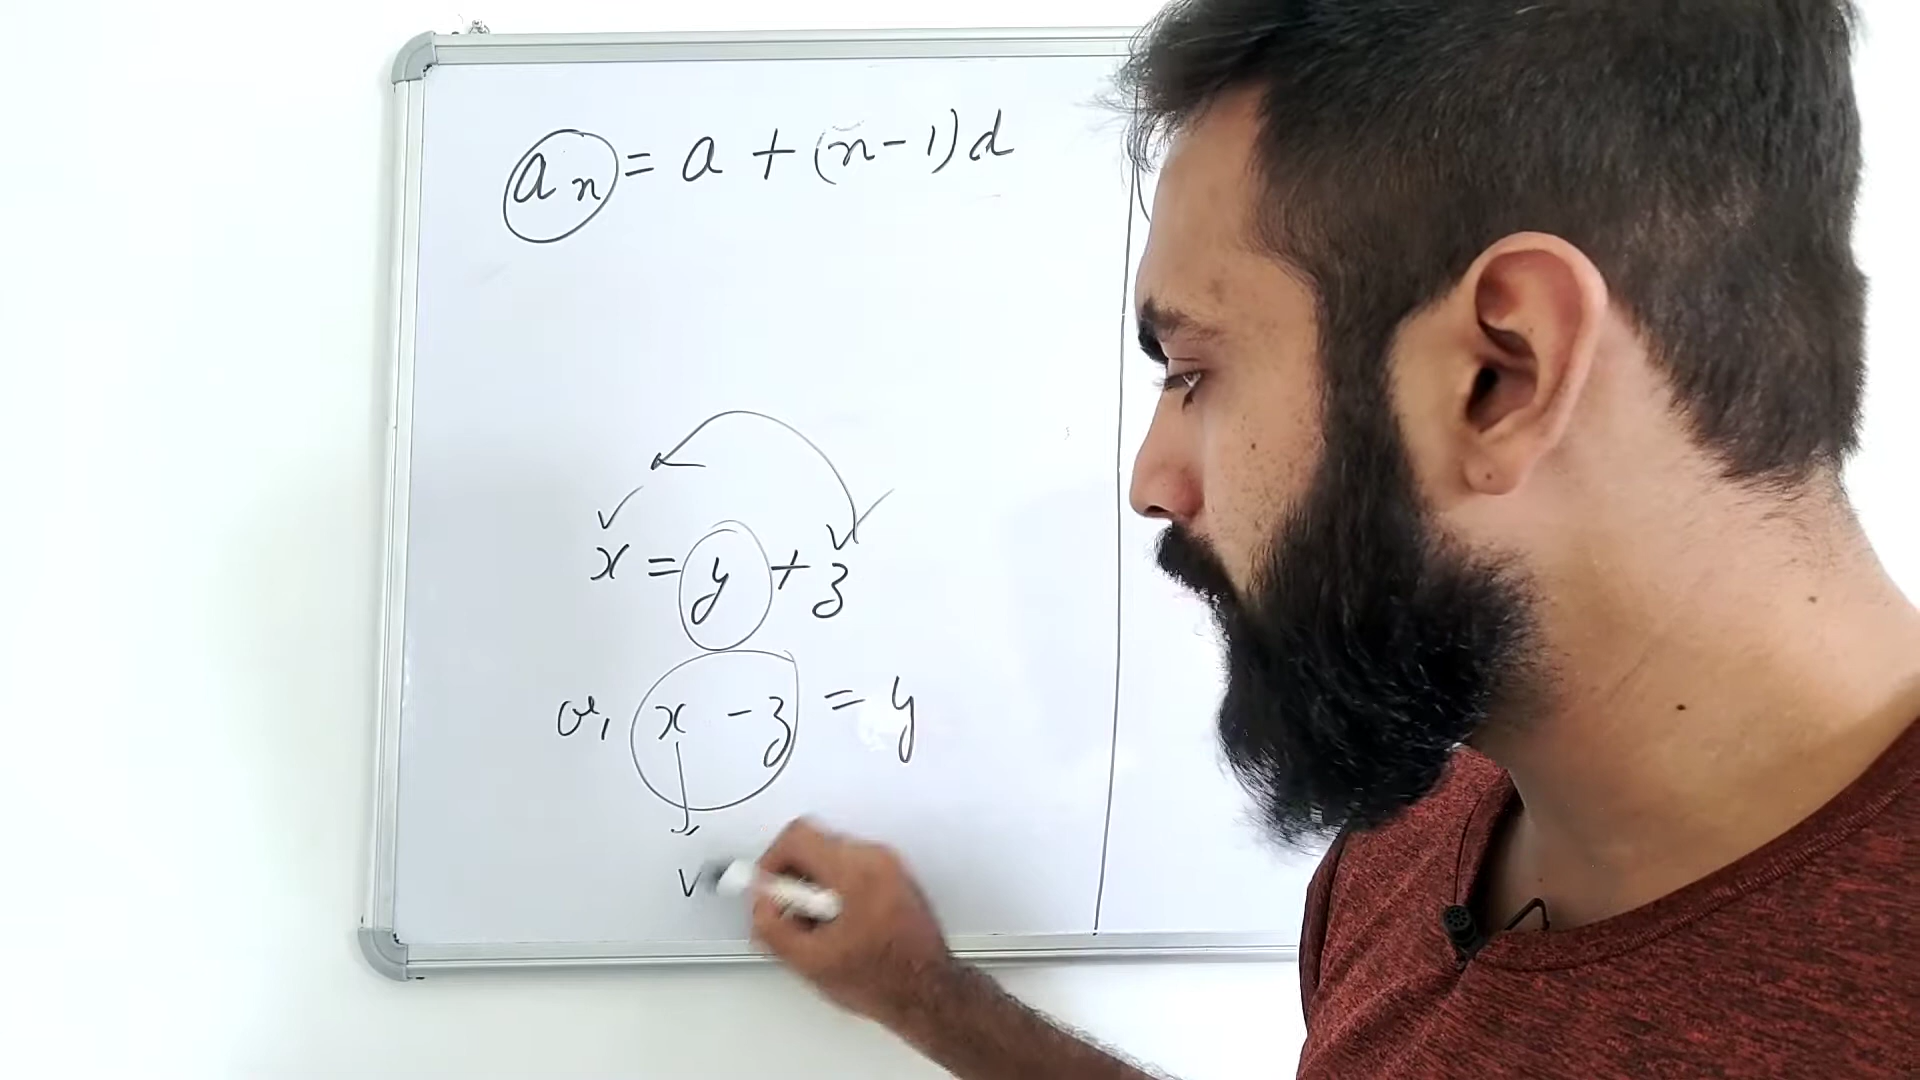 aₙ = a + (n-1)d
x = y + z
or, x - z = y
v